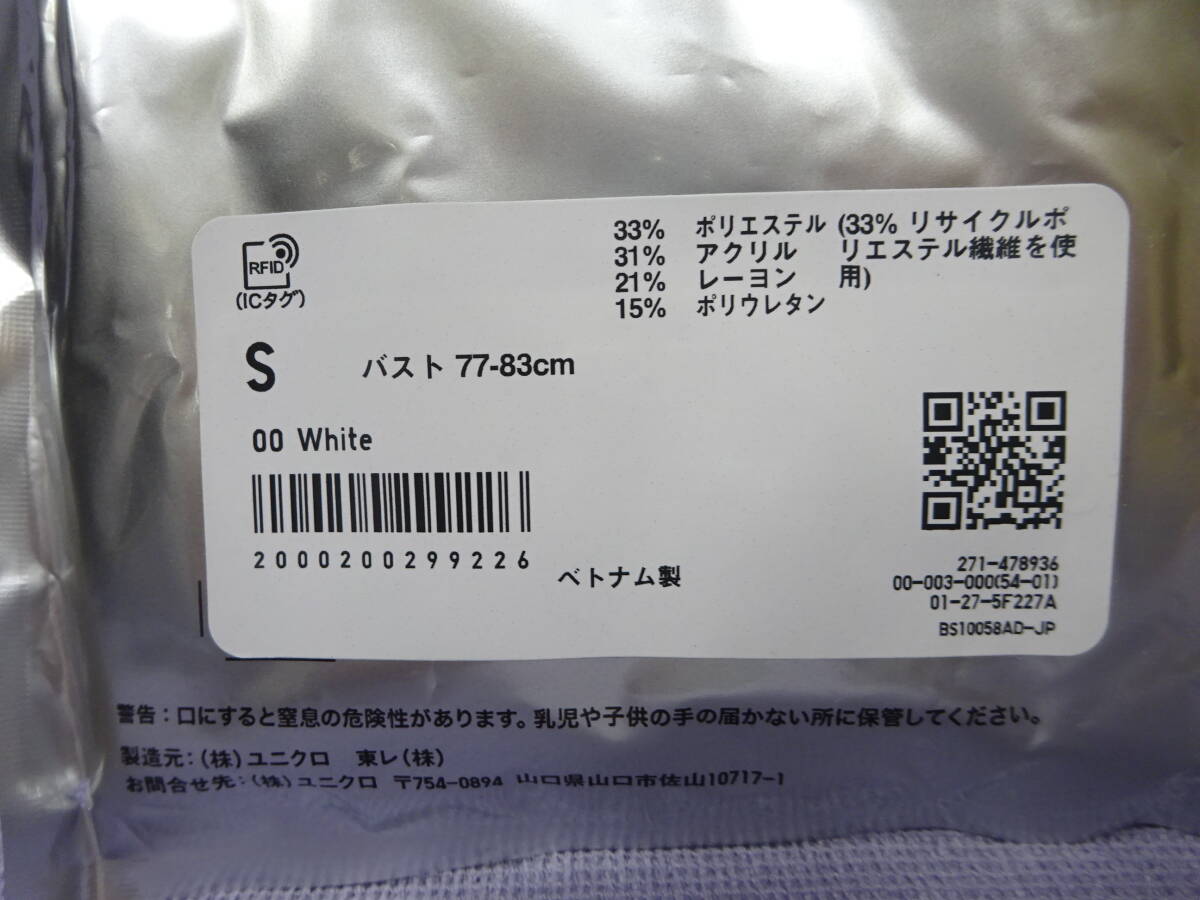 RFID
(ICタグ)
33% ポリエステル (33% リサイクルポ
31% アクリル リエステル繊維を使
21% レーヨン 用)
15% ポリウレタン
S バスト 77-83cm
00 White
2000200299226
ベトナム製
271-478936
00-003-000(54-01)
01-27-5F227A
BS10058AD-JP
警告:口にすると窒息の危険性があります。乳児や子供の手の届かない所に保管してください。
製造元:(株)ユニクロ 東レ(株)
お問合せ先:(株)ユニクロ 〒754-0894 山口県山口市佐山10717-1